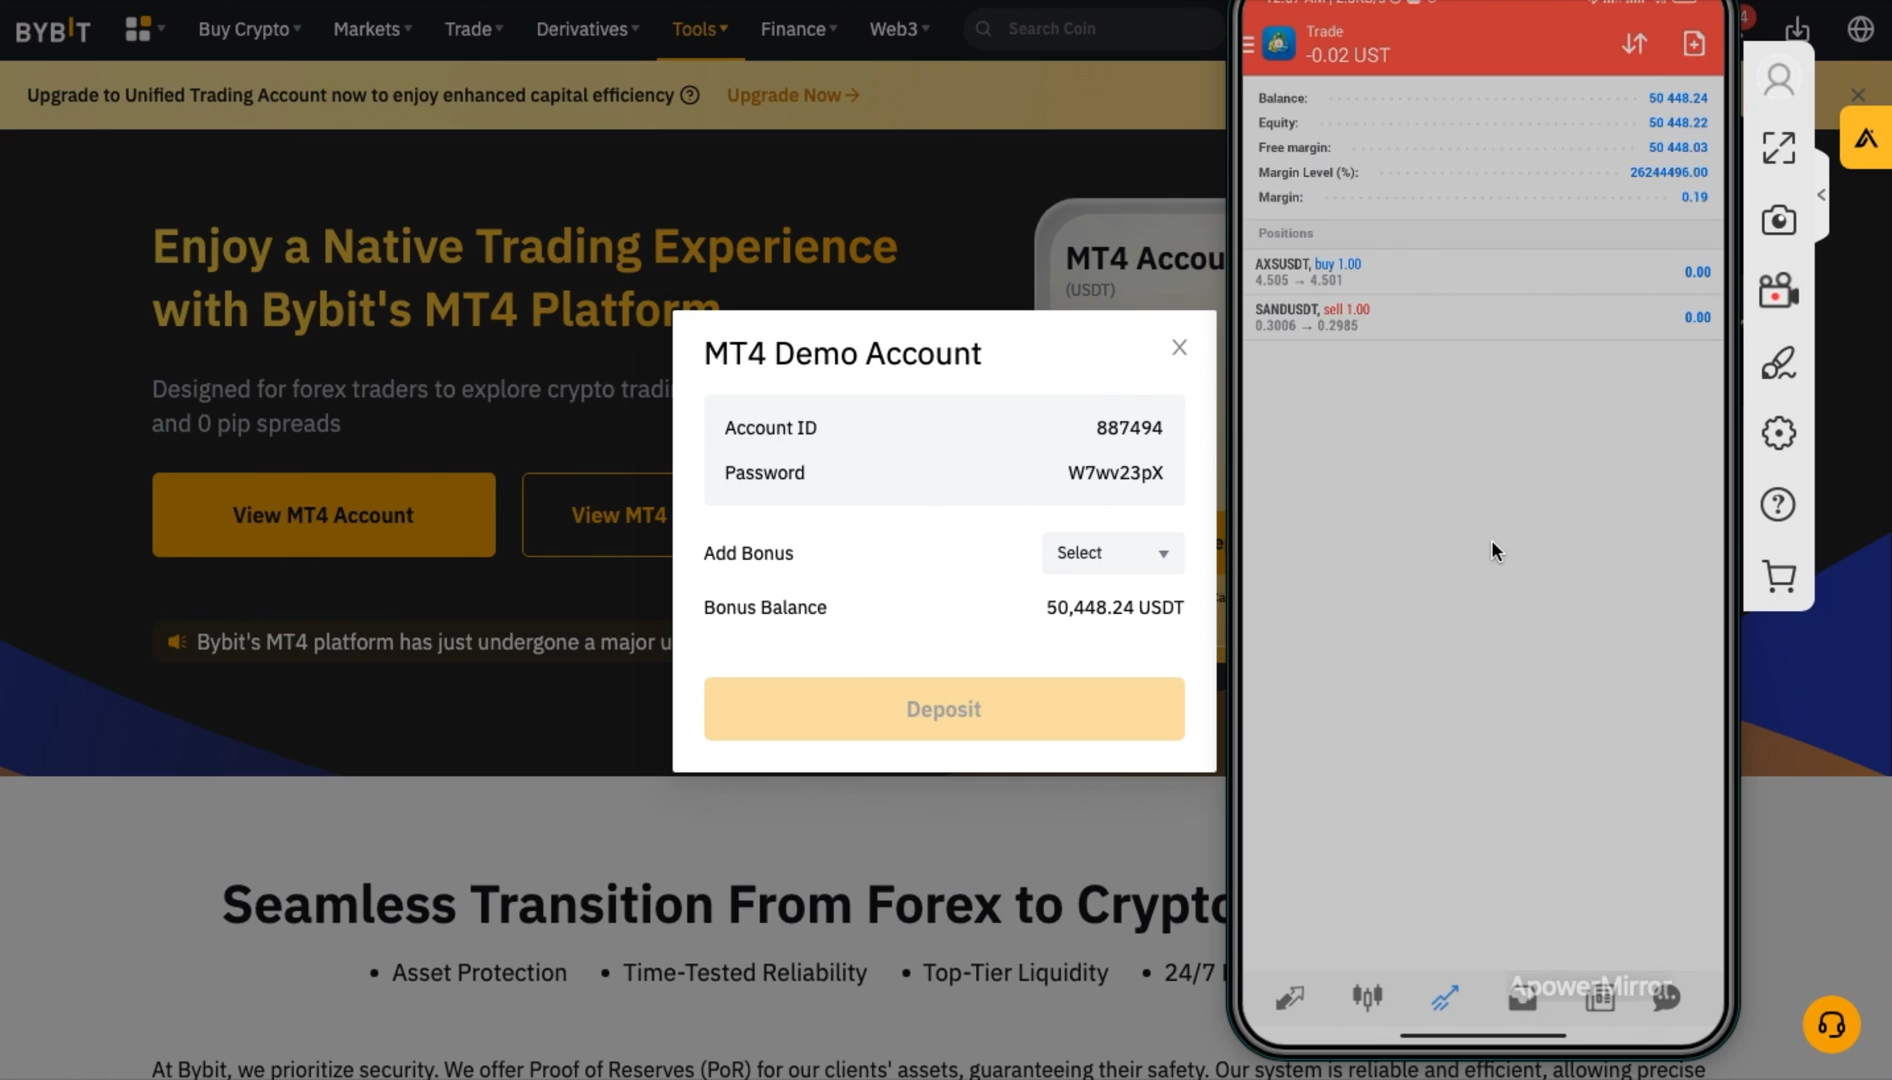 BYBIT
Buy Crypto
Markets
Trade
Derivatives
Tools
Finance
Web3
Search Coin
Upgrade to Unified Trading Account now to enjoy enhanced capital efficiency
Upgrade Now
Enjoy a Native Trading Experience
with Bybit's MT4 Platform
Designed for forex traders to explore crypto tradi
and 0 pip spreads
View MT4 Account
View MT4
Bybit's MT4 platform has just undergone a major u
MT4 Accou
(USDT)
MT4 Demo Account
Account ID 887494
Password W7wv23pX
Add Bonus Select
Bonus Balance 50,448.24 USDT
Deposit
Trade
-0.02 UST
Balance: 50 448.24
Equity: 50 448.22
Free margin: 50 448.03
Margin Level (%): 26244496.00
Margin: 0.19
Positions
AXSUSDT, buy 1.00
4.505 → 4.501
0.00
SANDUSDT, sell 1.00
0.3006 → 0.2985
0.00
ApowerMirror
4
Seamless Transition From Forex to Crypto
• Asset Protection • Time-Tested Reliability • Top-Tier Liquidity • 24/7
At Bybit, we prioritize security. We offer Proof of Reserves (PoR) for our clients' assets, guaranteeing their safety. Our system is reliable and efficient, allowing precise